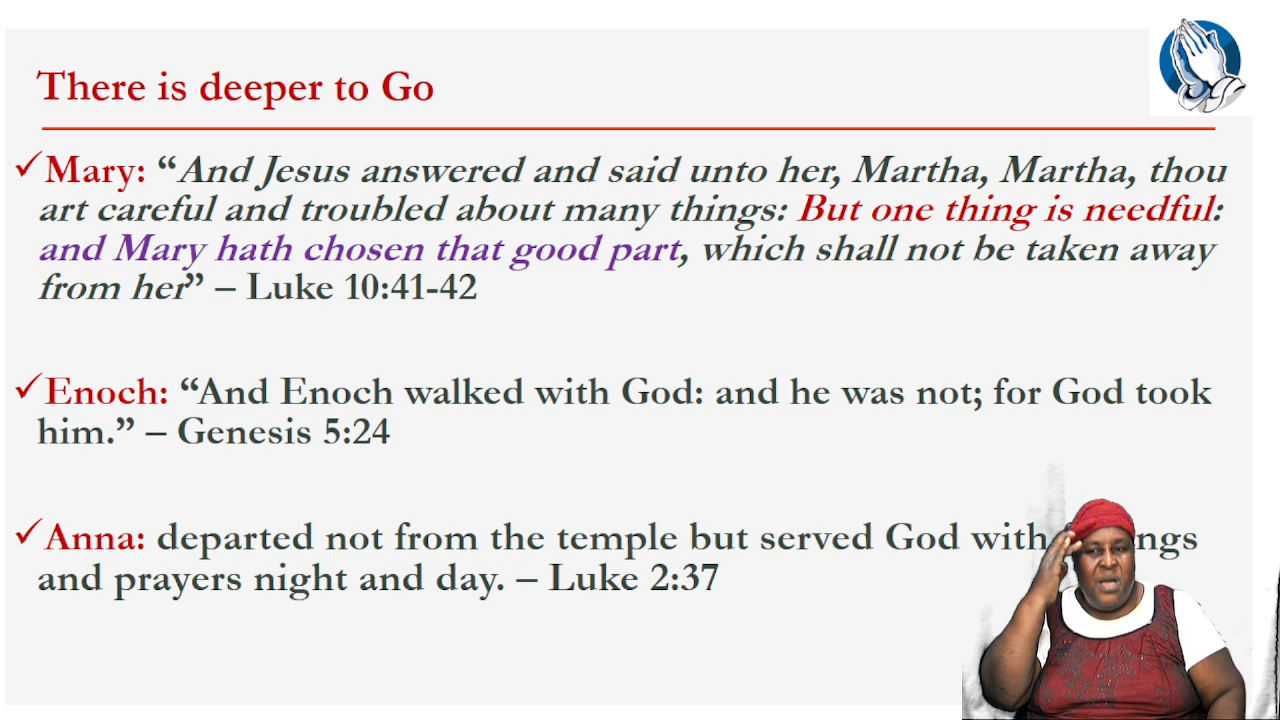 There is deeper to Go
✓Mary: “And Jesus answered and said unto her, Martha, Martha, thou
art careful and troubled about many things: But one thing is needful:
and Mary hath chosen that good part, which shall not be taken away
from her” – Luke 10:41-42
✓Enoch: “And Enoch walked with God: and he was not; for God took
him.” – Genesis 5:24
✓Anna: departed not from the temple but served God with
and prayers night and day. – Luke 2:37